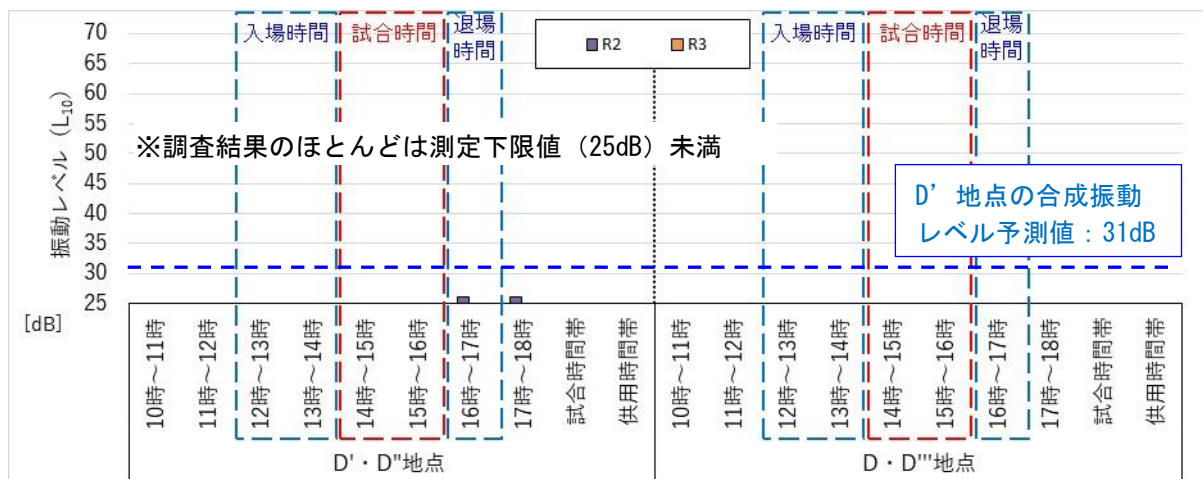 入場時間 試合時間 退場時間 R2 R3 入場時間 試合時間 退場時間
※調査結果のほとんどは測定下限値（25dB）未満
D’地点の合成振動
レベル予測値：31dB
振動レベル（L10）
70
65
60
55
50
45
40
35
30
25
[dB]
10時～11時 11時～12時 12時～13時 13時～14時 14時～15時 15時～16時 16時～17時 17時～18時 試合時間帯 供用時間帯 10時～11時 11時～12時 12時～13時 13時～14時 14時～15時 15時～16時 16時～17時 17時～18時 試合時間帯 供用時間帯
D'・D"地点 D・D'''地点